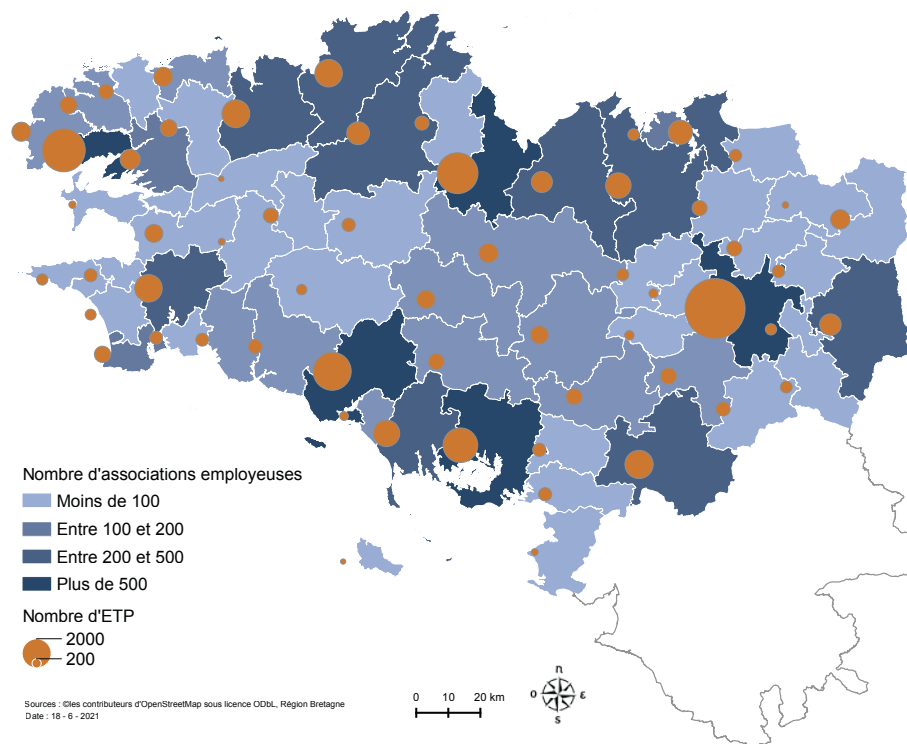 Nombre d'associations employeuses
Moins de 100
Entre 100 et 200
Entre 200 et 500
Plus de 500
Nombre d'ETP
2000
200
Sources : ©les contributeurs d'OpenStreetMap sous licence ODbL, Région Bretagne
Date : 18 - 6 - 2021
0 10 20 km
n
o ε
s